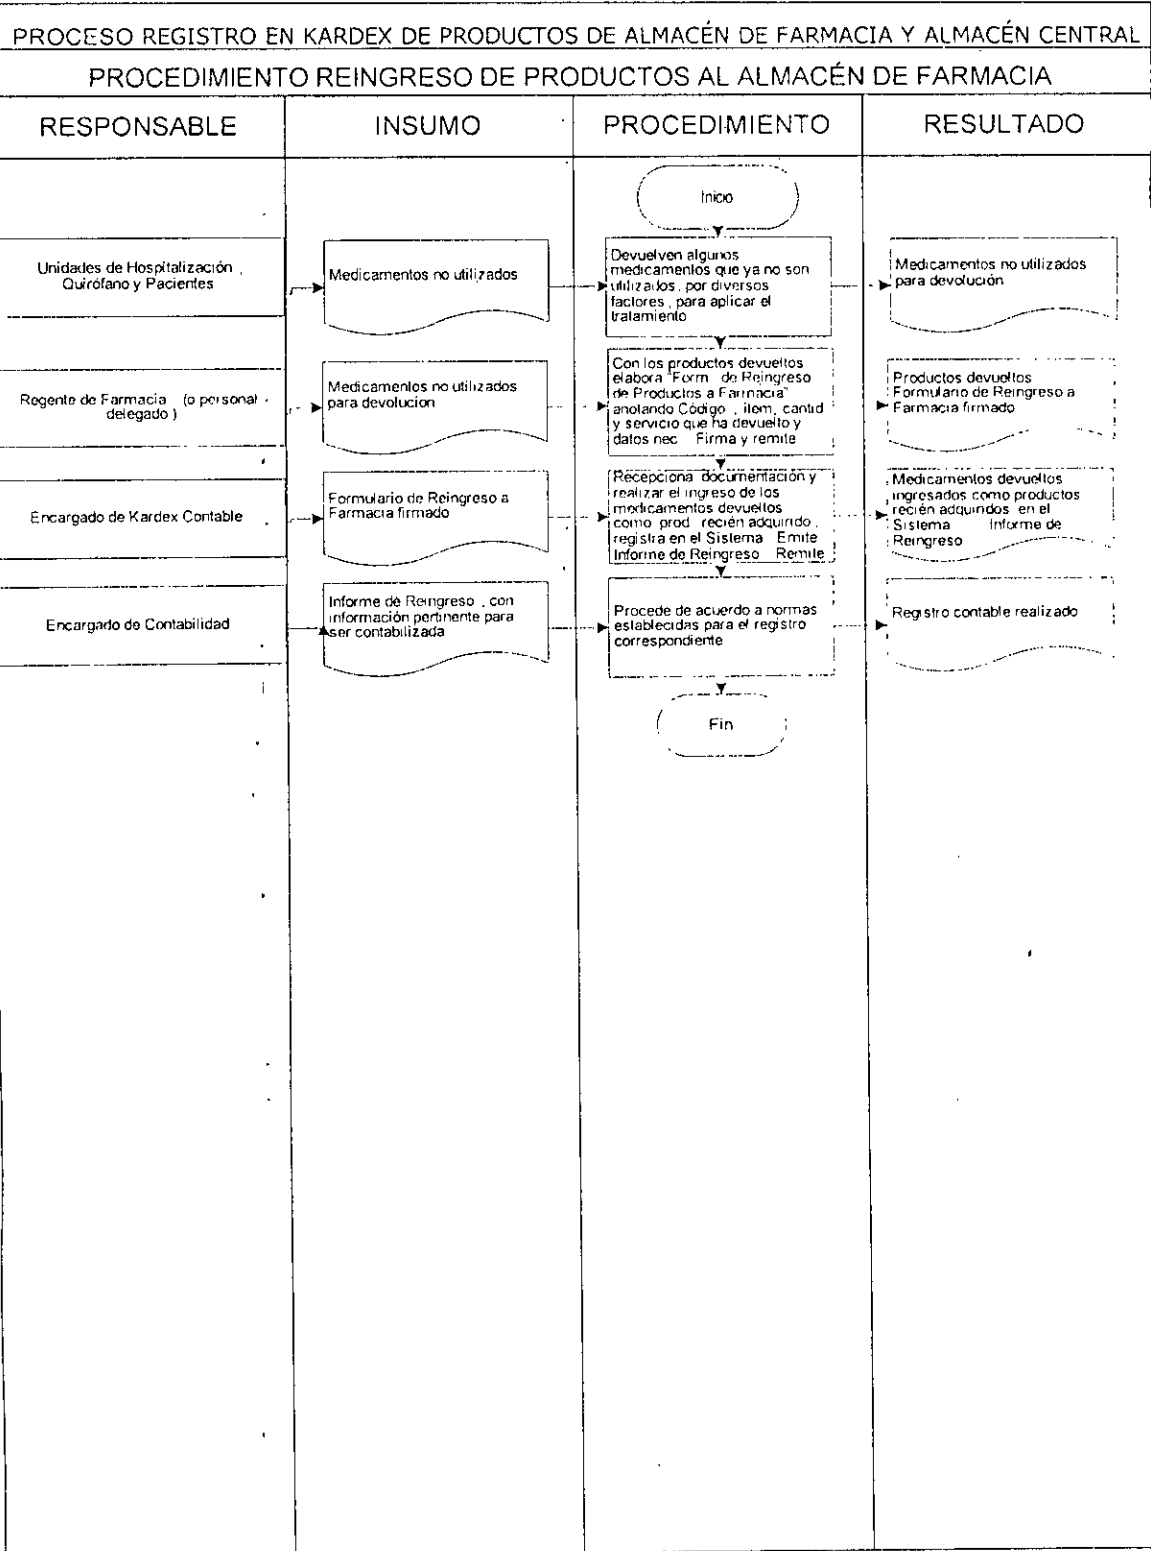 PROCESO REGISTRO EN KARDEX DE PRODUCTOS DE ALMACÉN DE FARMACIA Y ALMACÉN CENTRAL
PROCEDIMIENTO REINGRESO DE PRODUCTOS AL ALMACÉN DE FARMACIA
RESPONSABLE
INSUMO
PROCEDIMIENTO
RESULTADO
Inicio
Unidades de Hospitalización ,
Quirófano y Pacientes
Medicamentos no utilizados
Devuelven algunos
medicamentos que ya no son
utilizados , por diversos
factores , para aplicar el
tratamiento
Medicamentos no utilizados
para devolución
Regente de Farmacia (o personal
delegado )
Medicamentos no utilizados
para devolucion
Con los productos devueltos
elabora "Form de Reingreso
de Productos a Farmacia"
anotando Código , item, cantid
y servicio que ha devuelto y
datos nec Firma y remite
Productos devueltos
Formulario de Reingreso a
Farmacia firmado
Encargado de Kardex Contable
Formulario de Reingreso a
Farmacia firmado
Recepciona documentación y
realizar el ingreso de los
medicamentos devueltos
como prod recién adquirido ,
registra en el Sistema Emite
Informe de Reingreso Remite
Medicamentos devueltos
ingresados como productos
recién adquiridos en el
Sistema Informe de
Reingreso
Encargado de Contabilidad
Informe de Reingreso , con
información pertinente para
ser contabilizada
Procede de acuerdo a normas
establecidas para el registro
correspondiente
Registro contable realizado
Fin